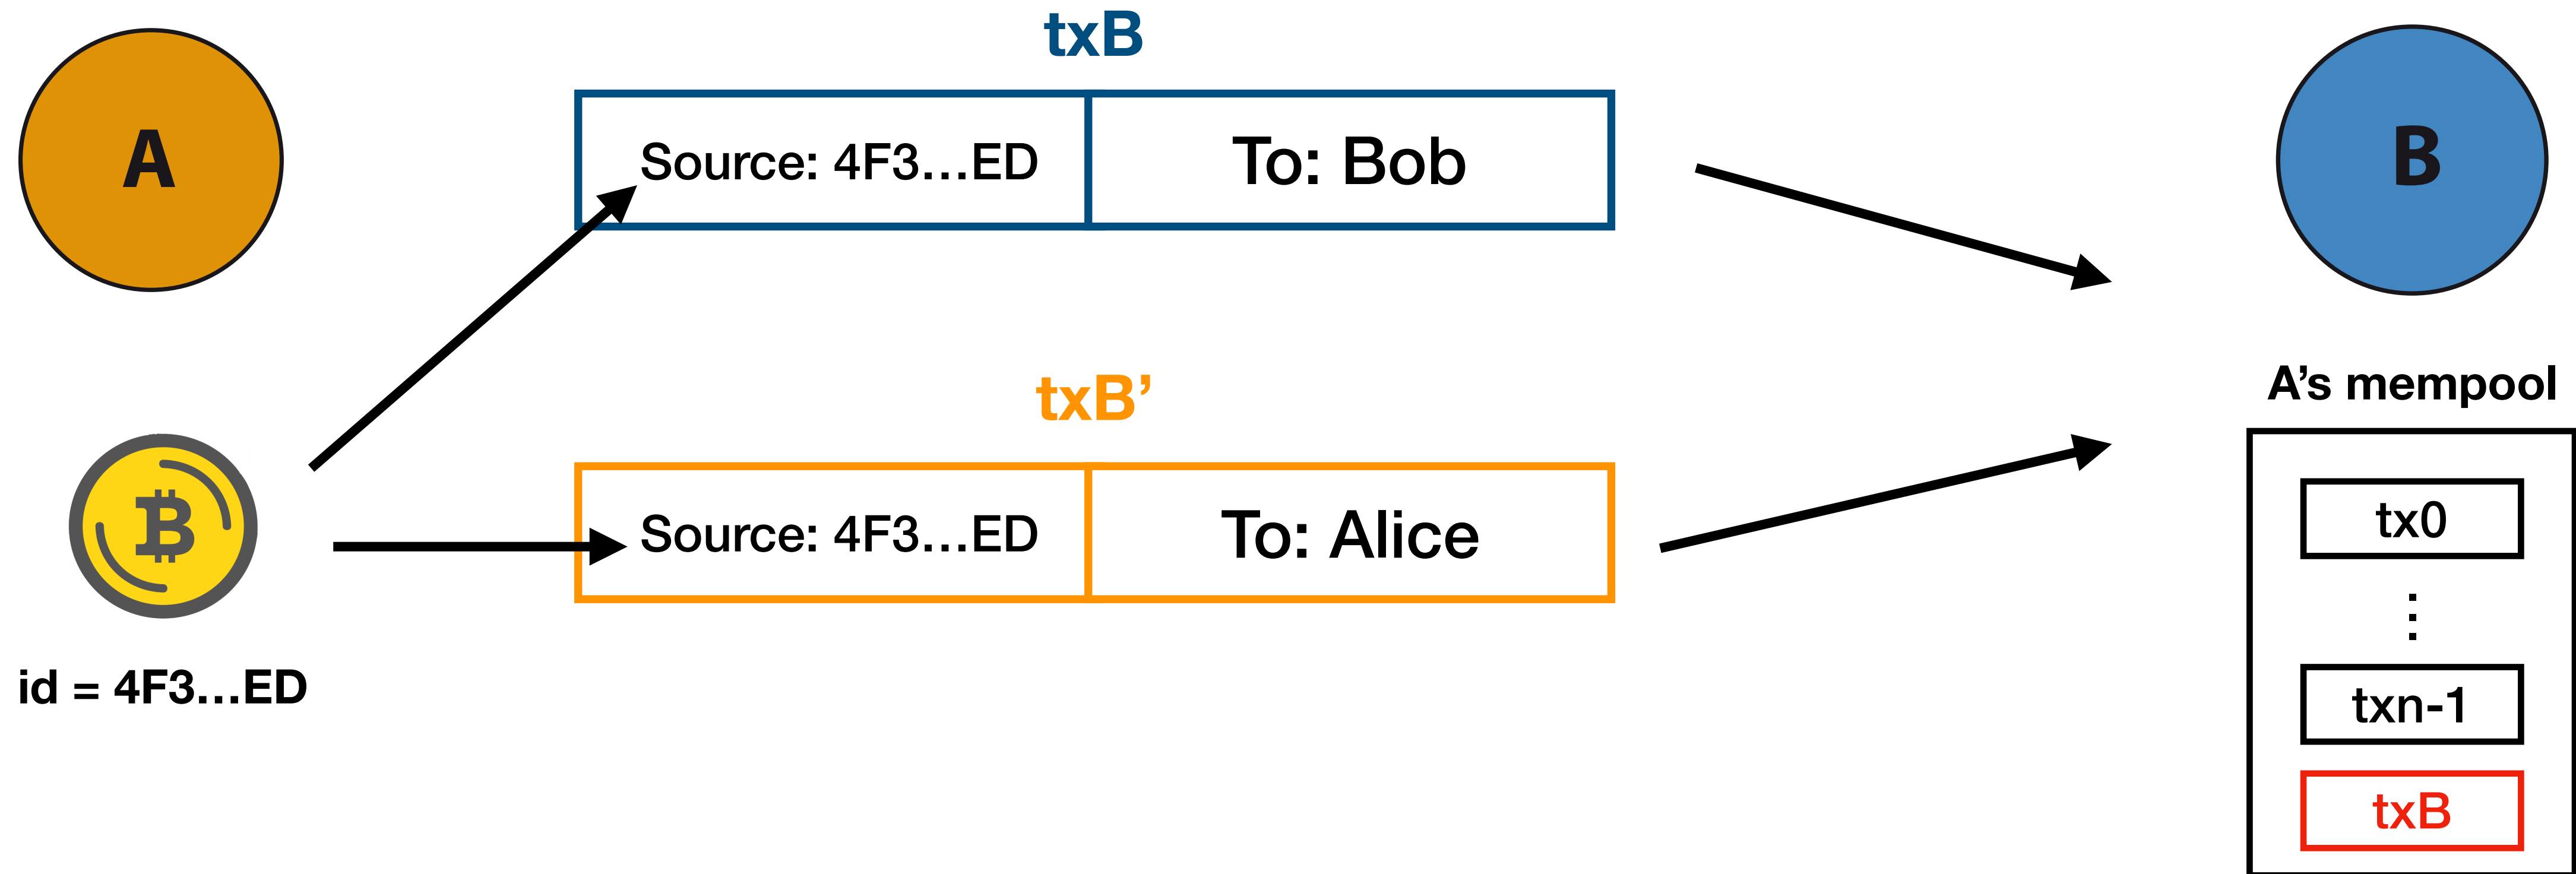 txB
A
Source: 4F3...ED
To: Bob
B
A's mempool
txB'
Source: 4F3...ED
To: Alice
tx0
⋮
txn-1
txB
id = 4F3...ED